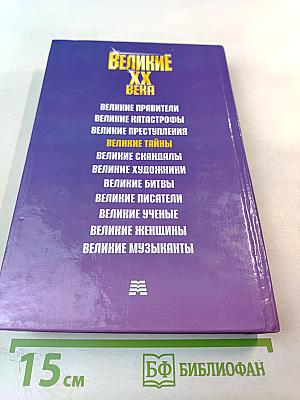 ВЕЛИКИЕ
XX
ВЕКА
ВЕЛИКИЕ ПРАВИТЕЛИ
ВЕЛИКИЕ КАТАСТРОФЫ
ВЕЛИКИЕ ПРЕСТУПЛЕНИЯ
ВЕЛИКИЕ ТАЙНЫ
ВЕЛИКИЕ СКАНДАЛЫ
ВЕЛИКИЕ ХУДОЖНИКИ
ВЕЛИКИЕ БИТВЫ
ВЕЛИКИЕ ПИСАТЕЛИ
ВЕЛИКИЕ УЧЕНЫЕ
ВЕЛИКИЕ ЖЕНЩИНЫ
ВЕЛИКИЕ МУЗЫКАНТЫ
15 см
БФ БИБЛИОФАН